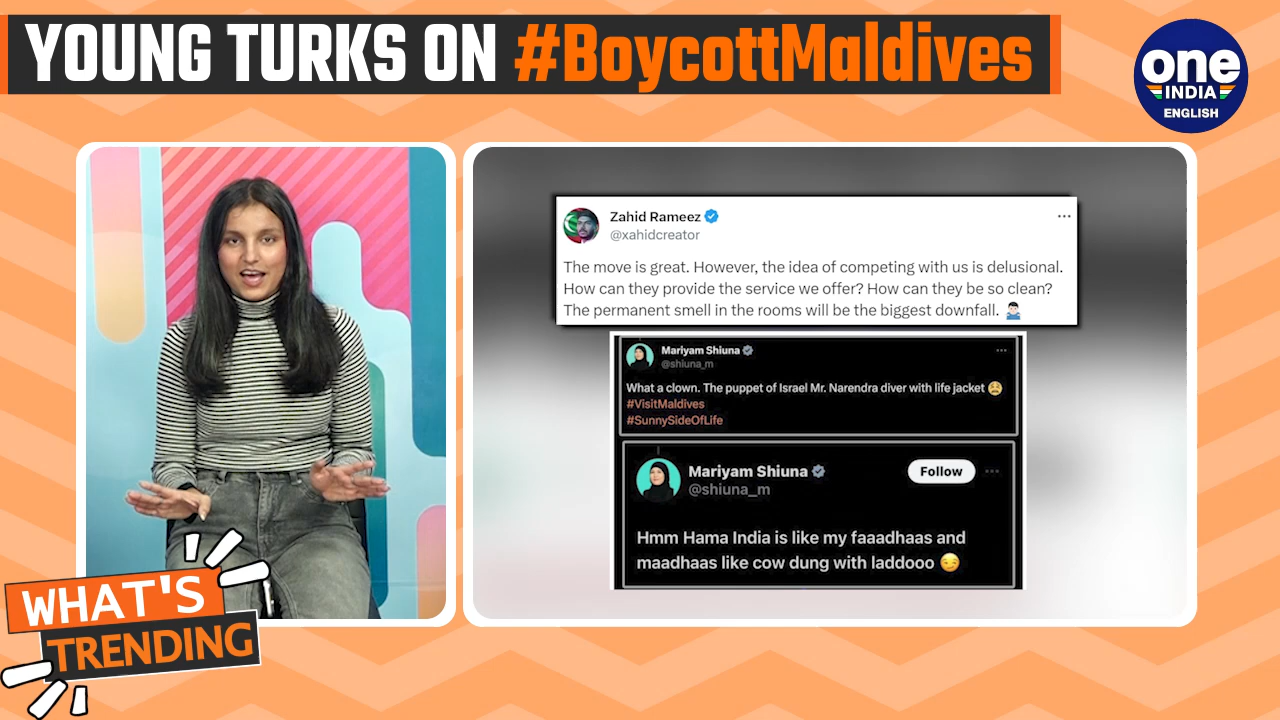 YOUNG TURKS ON #BoycottMaldives
one
INDIA
ENGLISH
Zahid Rameez
@xahidcreator
The move is great. However, the idea of competing with us is delusional.
How can they provide the service we offer? How can they be so clean?
The permanent smell in the rooms will be the biggest downfall.
Mariyam Shiuna
@shiuna_m
What a clown. The puppet of Israel Mr. Narendra diver with life jacket
#VisitMaldives
#SunnySideOfLife
Mariyam Shiuna
Follow
@shiuna_m
Hmm Hama India is like my faaadhaas and
maadhaas like cow dung with laddooo
WHAT'S
TRENDING